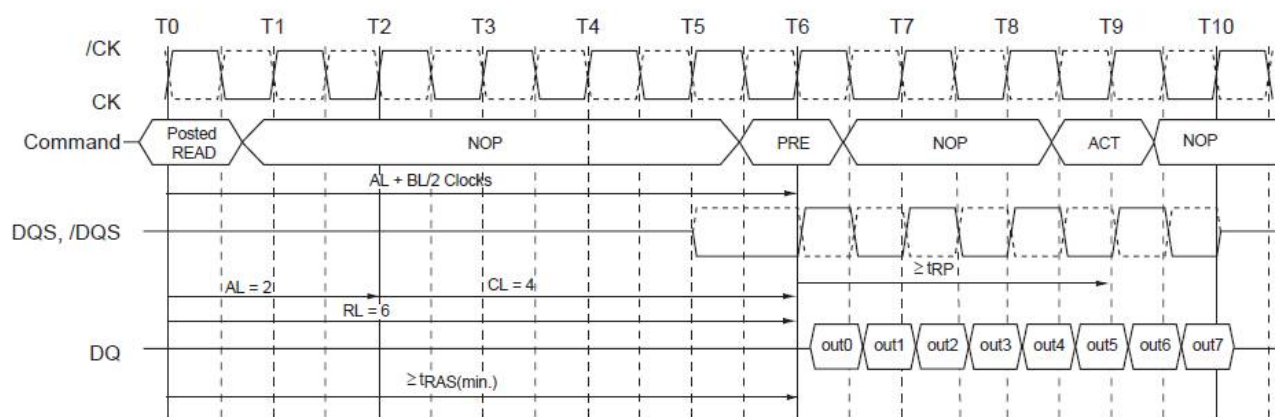 T0 T1 T2 T3 T4 T5 T6 T7 T8 T9 T10
/CK
CK
Command
Posted
READ
NOP PRE NOP ACT NOP
AL + BL/2 Clocks
DQS, /DQS
≥ tRP
AL = 2 CL = 4
RL = 6
DQ out0 out1 out2 out3 out4 out5 out6 out7
≥ tRAS(min.)